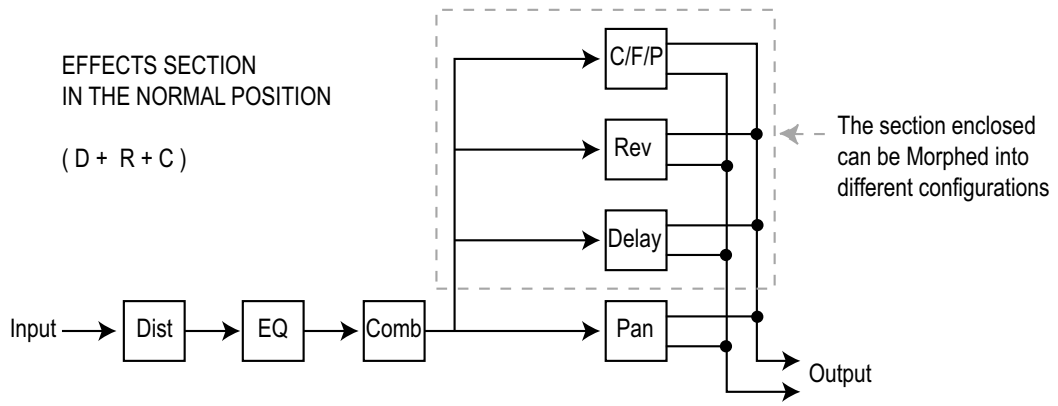 EFFECTS SECTION
IN THE NORMAL POSITION
( D + R + C )
C/F/P
Rev
Delay
The section enclosed
can be Morphed into
different configurations
Input
Dist
EQ
Comb
Pan
Output